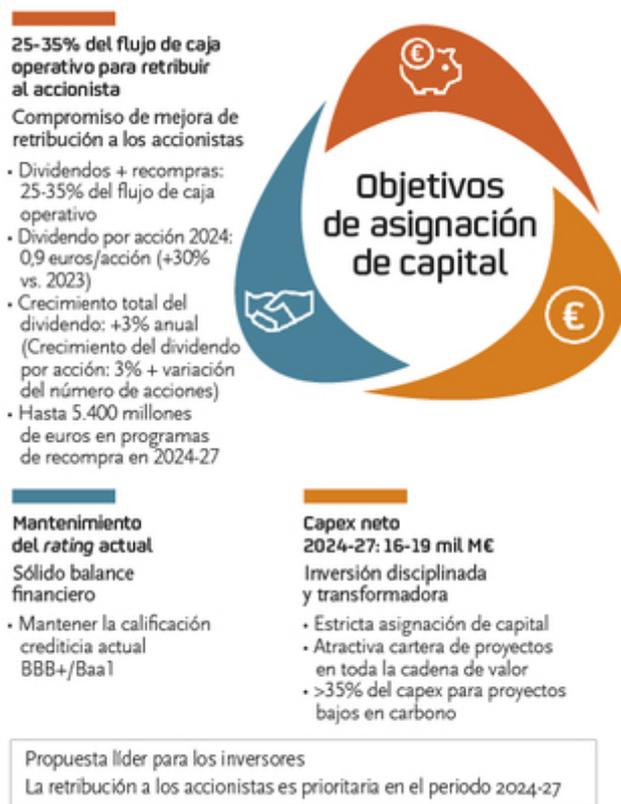 25-35% del flujo de caja
operativo para retribuir
al accionista
Compromiso de mejora de
retribución a los accionistas
• Dividendos + recompras:
25-35% del flujo de caja
operativo
• Dividendo por acción 2024:
0,9 euros/acción (+30%
vs. 2023)
• Crecimiento total del
dividendo: +3% anual
(Crecimiento del dividendo
por acción: 3% + variación
del número de acciones)
• Hasta 5.400 millones
de euros en programas
de recompra en 2024-27
€
Objetivos
de asignación
de capital
€
Mantenimiento
del rating actual
Sólido balance
financiero
• Mantener la calificación
crediticia actual
BBB+/Baa1
Capex neto
2024-27: 16-19 mil M€
Inversión disciplinada
y transformadora
• Estricta asignación de capital
• Atractiva cartera de proyectos
en toda la cadena de valor
• >35% del capex para proyectos
bajos en carbono
Propuesta líder para los inversores
La retribución a los accionistas es prioritaria en el periodo 2024-27